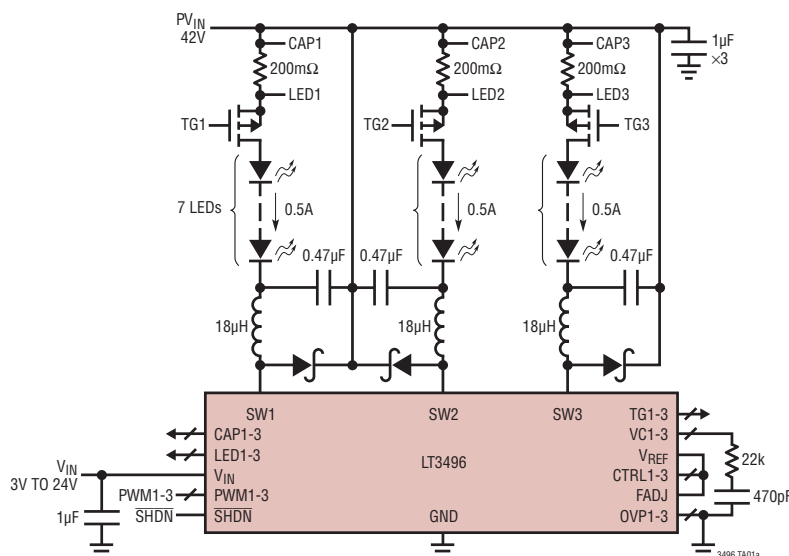 PVIN
42V
CAP1
CAP2
CAP3
1µF
×3
200mΩ
200mΩ
200mΩ
LED1
LED2
LED3
TG1
TG2
TG3
7 LEDs
0.5A
0.5A
0.5A
0.47µF
0.47µF
0.47µF
18µH
18µH
18µH
SW1
SW2
SW3
TG1-3
CAP1-3
VC1-3
LED1-3
LT3496
VREF
22k
VIN
3V TO 24V
VIN
CTRL1-3
PWM1-3
PWM1-3
FADJ
470pF
1µF
SHDN
SHDN
GND
OVP1-3
3496 TA01a